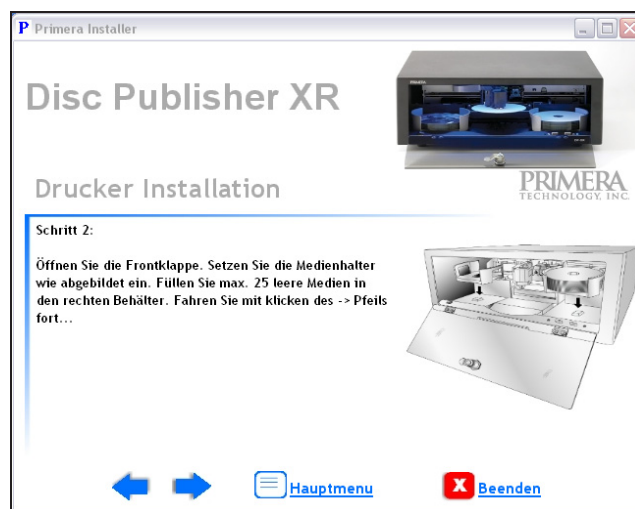 P Primera Installer
Disc Publisher XR
PRIMERA
TECHNOLOGY, INC.
Drucker Installation
Schritt 2:
Öffnen Sie die Frontklappe. Setzen Sie die Medienhalter
wie abgebildet ein. Füllen Sie max. 25 leere Medien in
den rechten Behälter. Fahren Sie mit klicken des -> Pfeils
fort...
Hauptmenu
X Beenden